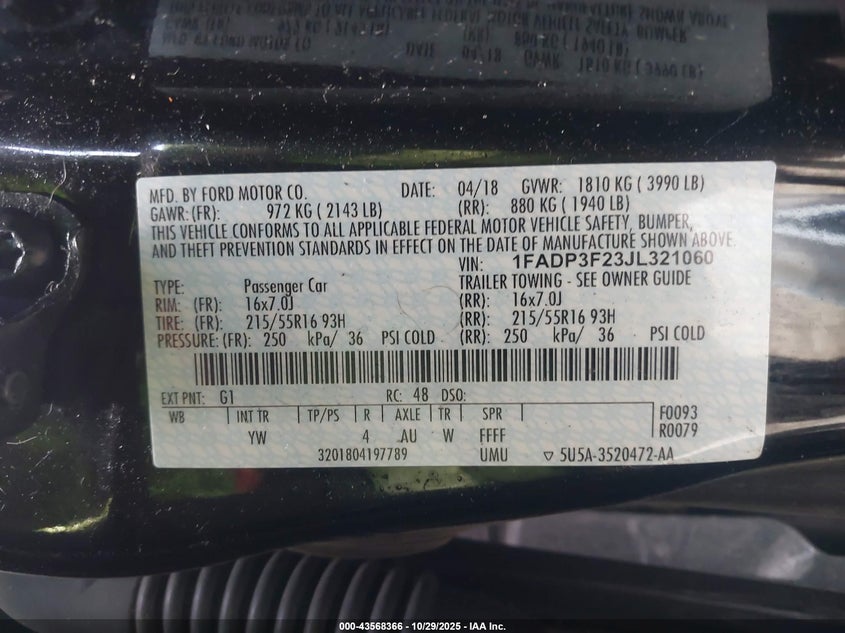 MFD. BY FORD MOTOR CO. DATE: 04/18 GVWR: 1810 KG ( 3990 LB)
GAWR: (FR): 972 KG ( 2143 LB) (RR): 880 KG ( 1940 LB)
THIS VEHICLE CONFORMS TO ALL APPLICABLE FEDERAL MOTOR VEHICLE SAFETY, BUMPER,
AND THEFT PREVENTION STANDARDS IN EFFECT ON THE DATE OF MANUFACTURE SHOWN ABOVE.
VIN: 1FADP3F23JL321060
TYPE: Passenger Car TRAILER TOWING - SEE OWNER GUIDE
RIM: (FR): 16x7.0J (RR): 16x7.0J
TIRE: (FR): 215/55R16 93H (RR): 215/55R16 93H
PRESSURE: (FR): 250 kPa/ 36 PSI COLD (RR): 250 kPa/ 36 PSI COLD
EXT PNT: G1 RC: 48 DSO:
WB INT TR TP/PS R AXLE TR SPR F0093
YW 4 AU W FFFF R0079
3201804197789 UMU ▽ 5U5A-3520472-AA
000-43568366 - 10/29/2025 - IAA Inc.